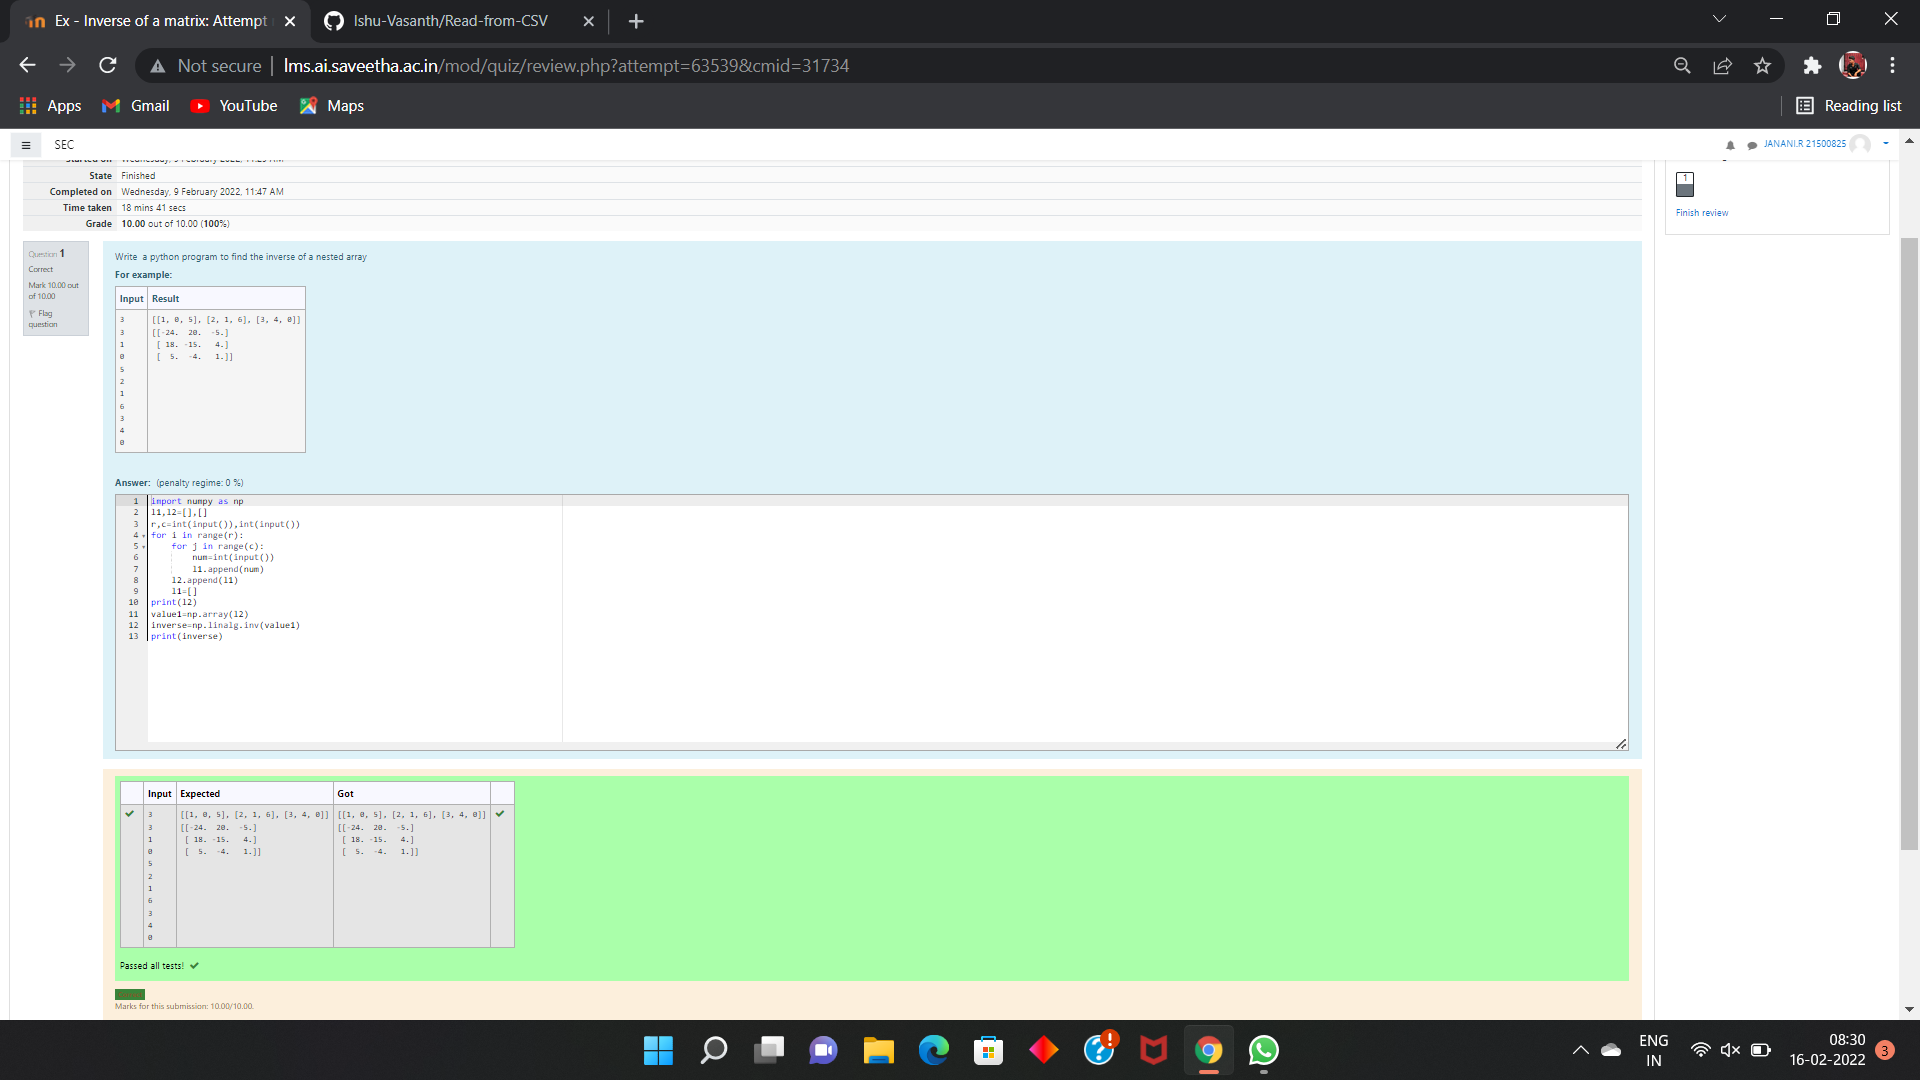 Ex - Inverse of a matrix: Attempt
Ishu-Vasanth/Read-from-CSV
Not secure
lms.ai.saveetha.ac.in/mod/quiz/review.php?attempt=63539&cmid=31734
Apps
Gmail
YouTube
Maps
Reading list
SEC
JANANI.R 21500825
State Finished
Completed on Wednesday, 9 February 2022, 11:47 AM
Time taken 18 mins 41 secs
Grade 10.00 out of 10.00 (100%)
1
Finish review
Question 1
Correct
Mark 10.00 out
of 10.00
Flag
question
Write a python program to find the inverse of a nested array
For example:
Input Result
3 [[1, 0, 5], [2, 1, 6], [3, 4, 0]]
3 [[-24. 20. -5.]
1 [ 18. -15. 4.]
0 [ 5. -4. 1.]]
5
2
1
6
3
4
0
Answer: (penalty regime: 0 %)
1 import numpy as np
2 l1,l2=[],[]
3 r,c=int(input()),int(input())
4 for i in range(r):
5 for j in range(c):
6 num=int(input())
7 l1.append(num)
8 l2.append(l1)
9 l1=[]
10 print(l2)
11 value1=np.array(l2)
12 inverse=np.linalg.inv(value1)
13 print(inverse)
Input Expected Got
3 [[1, 0, 5], [2, 1, 6], [3, 4, 0]] [[1, 0, 5], [2, 1, 6], [3, 4, 0]]
3 [[-24. 20. -5.] [[-24. 20. -5.]
1 [ 18. -15. 4.] [ 18. -15. 4.]
0 [ 5. -4. 1.]] [ 5. -4. 1.]]
5
2
1
6
3
4
0
Passed all tests!
Marks for this submission: 10.00/10.00.
ENG
IN
08:30
16-02-2022
3